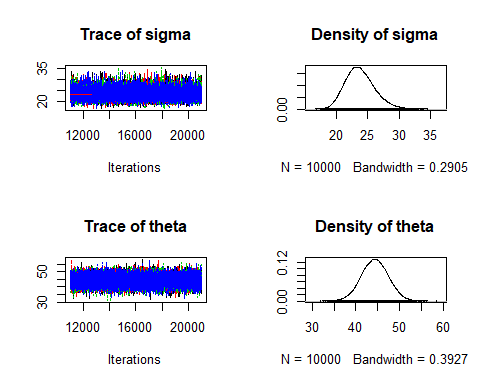 Trace of sigma
35
20
12000 16000 20000
Iterations
Density of sigma
0.00
20 25 30 35
N = 10000 Bandwidth = 0.2905
Trace of theta
50
30
12000 16000 20000
Iterations
Density of theta
0.12
0.00
30 40 50 60
N = 10000 Bandwidth = 0.3927